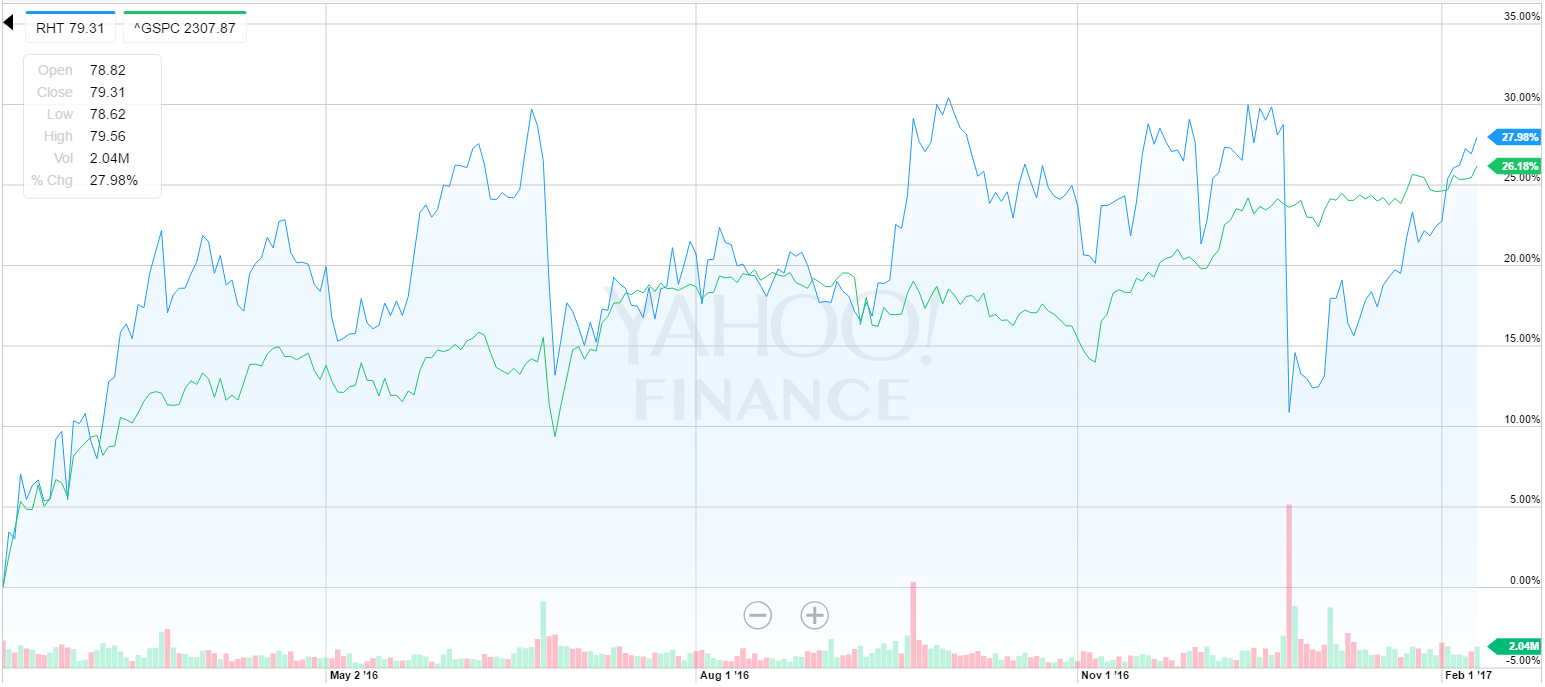 RHT 79.31
^GSPC 2307.87
Open 78.82
Close 79.31
Low 78.62
High 79.56
Vol 2.04M
% Chg 27.98%
35.00%
30.00%
27.98%
26.18%
25.00%
20.00%
15.00%
10.00%
5.00%
0.00%
2.04M
-5.00%
YAHOO!
FINANCE
May 2 '16
Aug 1 '16
Nov 1 '16
Feb 1 '17